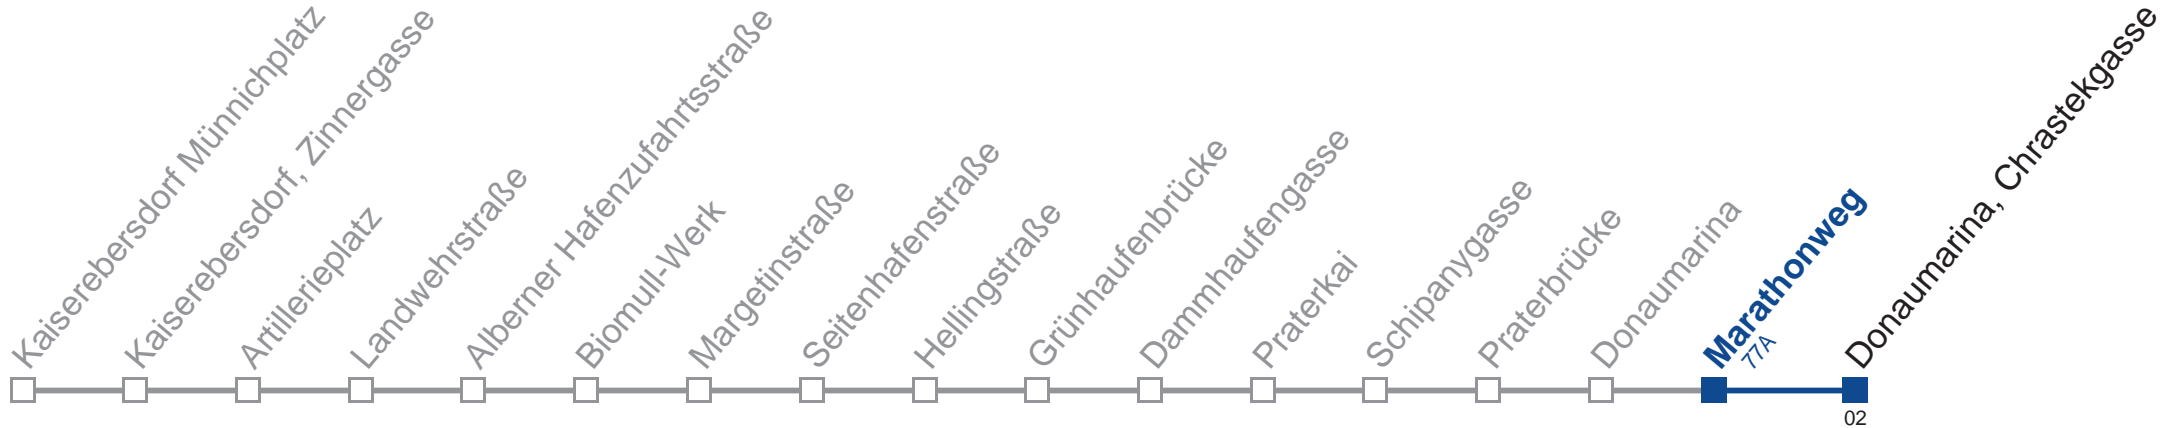 Kaiserebersdorf Münnichplatz
Kaiserebersdorf, Zinnergasse
Artillerieplatz
Landwehrstraße
Alberner Hafenzufahrtsstraße
Biomull-Werk
Margetinstraße
Seitenhafenstraße
Hellingstraße
Grünhaufenbrücke
Dammhaufengasse
Praterkai
Schipanygasse
Praterbrücke
Donaumarina
Marathonweg
77A
Donaumarina, Chrastekgasse
02